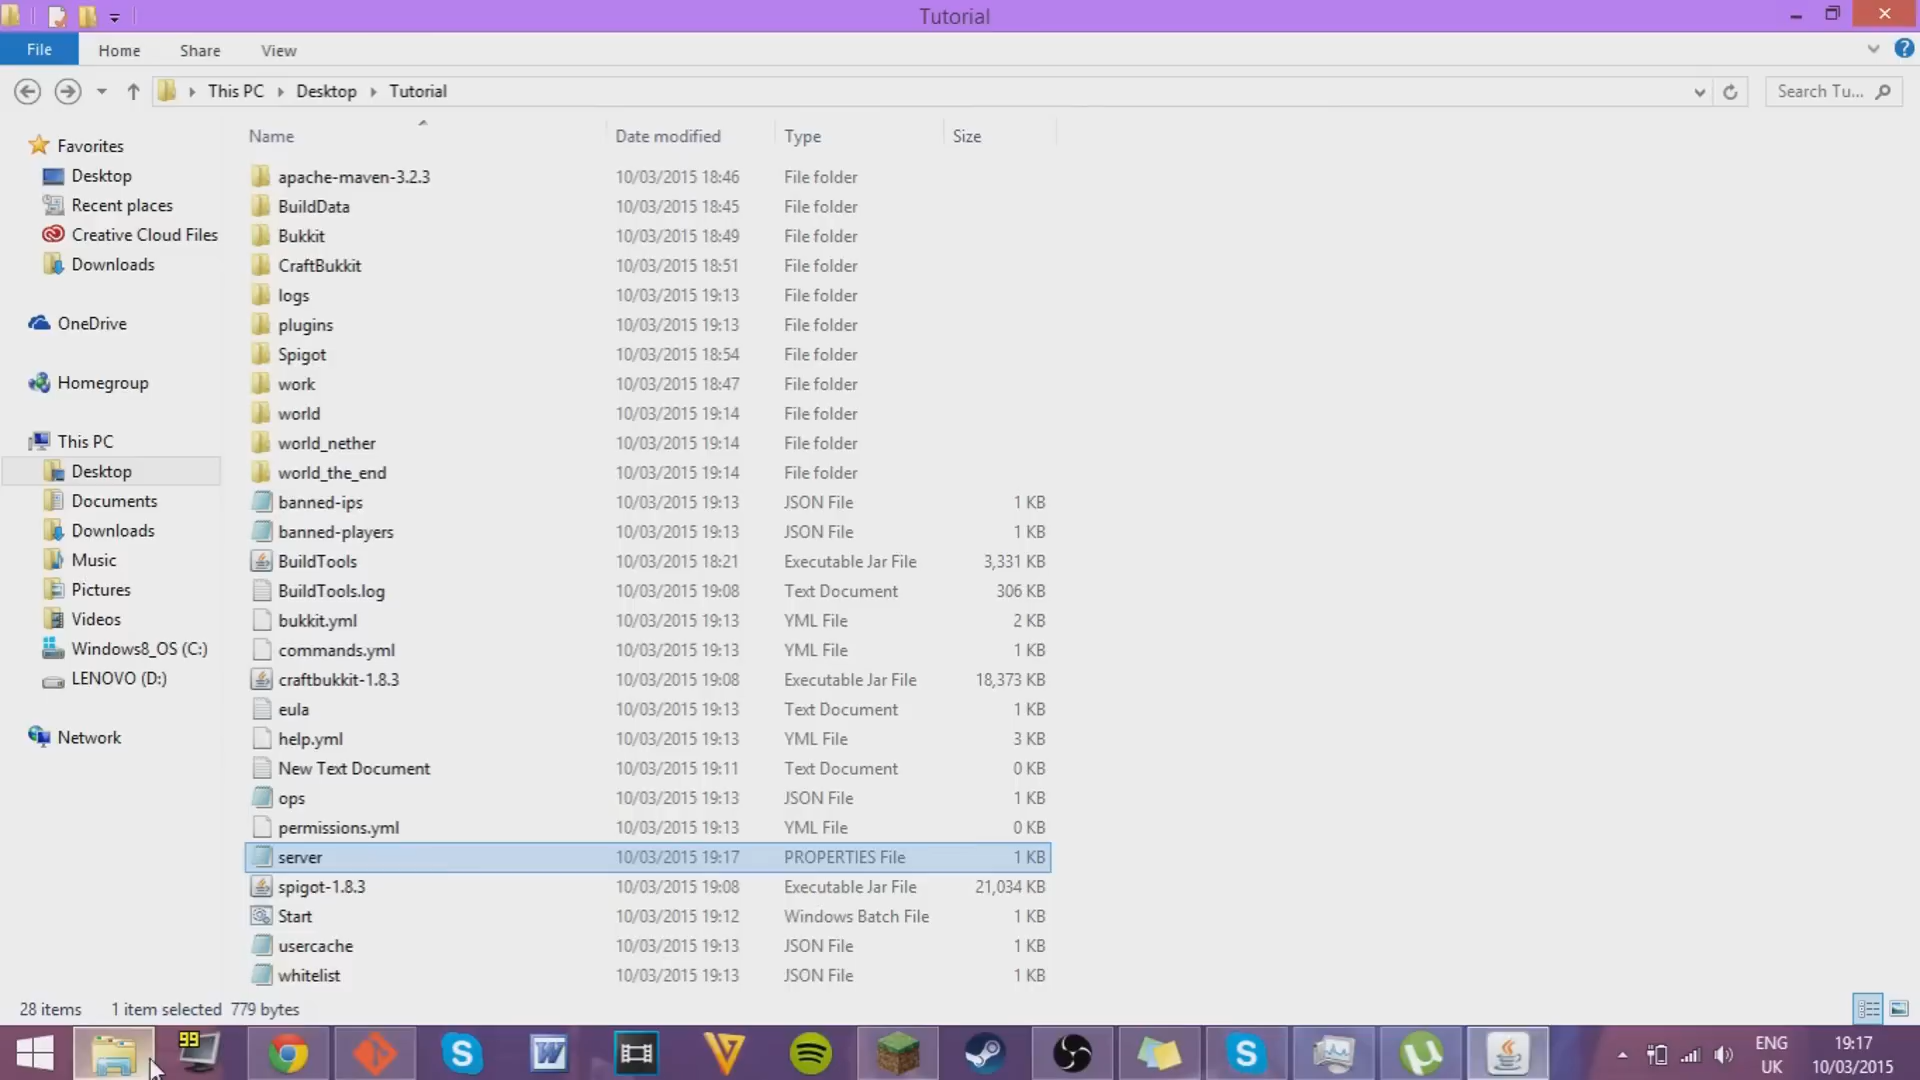 Tutorial
File Home Share View
This PC Desktop Tutorial Search Tu...
Name Date modified Type Size
Favorites
Desktop
Recent places
Creative Cloud Files
Downloads
OneDrive
Homegroup
This PC
Desktop
Documents
Downloads
Music
Pictures
Videos
Windows8_OS (C:)
LENOVO (D:)
Network
apache-maven-3.2.3 10/03/2015 18:46 File folder
BuildData 10/03/2015 18:45 File folder
Bukkit 10/03/2015 18:49 File folder
CraftBukkit 10/03/2015 18:51 File folder
logs 10/03/2015 19:13 File folder
plugins 10/03/2015 19:13 File folder
Spigot 10/03/2015 18:54 File folder
work 10/03/2015 18:47 File folder
world 10/03/2015 19:14 File folder
world_nether 10/03/2015 19:14 File folder
world_the_end 10/03/2015 19:14 File folder
banned-ips 10/03/2015 19:13 JSON File 1 KB
banned-players 10/03/2015 19:13 JSON File 1 KB
BuildTools 10/03/2015 18:21 Executable Jar File 3,331 KB
BuildTools.log 10/03/2015 19:08 Text Document 306 KB
bukkit.yml 10/03/2015 19:13 YML File 2 KB
commands.yml 10/03/2015 19:13 YML File 1 KB
craftbukkit-1.8.3 10/03/2015 19:08 Executable Jar File 18,373 KB
eula 10/03/2015 19:13 Text Document 1 KB
help.yml 10/03/2015 19:13 YML File 3 KB
New Text Document 10/03/2015 19:11 Text Document 0 KB
ops 10/03/2015 19:13 JSON File 1 KB
permissions.yml 10/03/2015 19:13 YML File 0 KB
server 10/03/2015 19:17 PROPERTIES File 1 KB
spigot-1.8.3 10/03/2015 19:08 Executable Jar File 21,034 KB
Start 10/03/2015 19:12 Windows Batch File 1 KB
usercache 10/03/2015 19:13 JSON File 1 KB
whitelist 10/03/2015 19:13 JSON File 1 KB
28 items 1 item selected 779 bytes
99
ENG 19:17
UK 10/03/2015